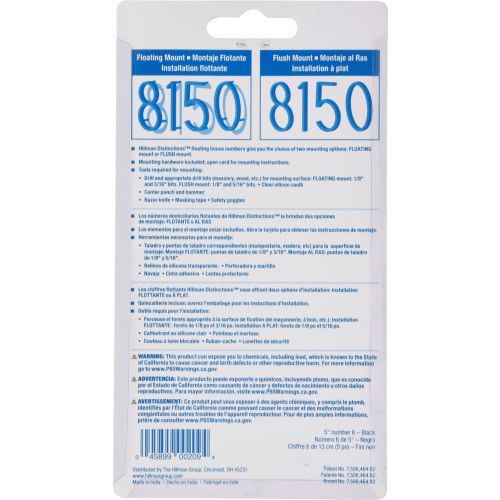 Floating Mount • Montaje Flotante
Installation flottante
8150
Flush Mount • Montaje al Ras
Installation à plat
8150
• Hillman Distinctions™ floating house numbers give you the choice of two mounting options: FLOATING
mount or FLUSH mount.
• Mounting hardware included: open card for mounting instructions.
• Tools required for mounting:
• Drill and appropriate drill bits (masonry, wood, etc.) for mounting surface: FLOATING mount: 1/8"
and 3/16" bits. FLUSH mount: 1/8" and 5/16" bits. • Clear silicon caulk
• Center punch and hammer
• Razor knife • Masking tape • Safety goggles
• Los números domiciliarios flotantes de Hillman Distinctions™ le brindan dos opciones
de montaje: FLOTANTE o AL RAS
• Los elementos para el montaje están incluidos. Abra la tarjeta para obtener las instrucciones de montaje.
• Herramientas necesarias para el monatje:
• Taladro y puntas de taladro correspondientes (mampostería, madera, etc) para la superficie de
montaje: Montaje FLOTANTE: puntas de taladro de 1/8" y 3/16". Montaje AL RAS: puntas de taladro
de 1/8" y 5/16".
• Relleno de silicona transparente. • Perforadora y martillo
• Navaja • Cinta adhesiva • Lentes protectores
• Les chiffres flottants Hillman Distinctions™ vous offrent deux options d'installation: installation
FLOTTANTE ou À PLAT.
• Quincaillerie incluse; ouvrez l'emballage pour les instuctions d'installation.
• Outils requis pour l'installation:
• Perceuse et forets appropriés à la surface de fixation (de maçonnerie, à bois, etc.): Installation
FLOTTANTE : forets de 1/8 po et 3/16 po. Installation À PLAT: forets de 1/8 po et 5/16 po.
• Calfeutrant au silicone clair • Pointeau et marteau
• Couteau à lame blocable • Ruban-cache • Lunettes de sécurité
WARNING: This product can expose you to chemicals, including lead, which is known to the State
of California to cause cancer and birth defects or other reproductive harm. For more information
go to www.P65Warnings.ca.gov.
ADVERTENCIA: Este producto puede exponerle a químicos, incluyendo plomo, que es conocido
por el Estado de California como causante de cáncer y defectos de nacimiento u otros daños
reproductivos. Para mayor información, visite www.P65Warnings.ca.gov.
AVERTISSEMENT: Ce produit peut vous exposer à des agents chimiques, y compris le plomb,
identifiés par l'État de Californie comme pouvant causer le cancer et des malformations
congénitales ou autres troubles de l'appareil reproducteur. Pour de plus amples informations,
prière de consulter www.P65Warnings.ca.gov.
0 45899 00209 4
5" number 6 – Black
Número 6 de 5" – Negro
Chiffre 6 de 13 cm (5 po) - Fini noir
Distributed by The Hillman Group, Cincinnati, OH 45231
hillmangroup.com
Made in India | Hecho en India | Fabriqué en Inde
Patent No. 7,506,464 B2
Patente No. 7,506,464 B2
Brevet No. 7,506,464 B2